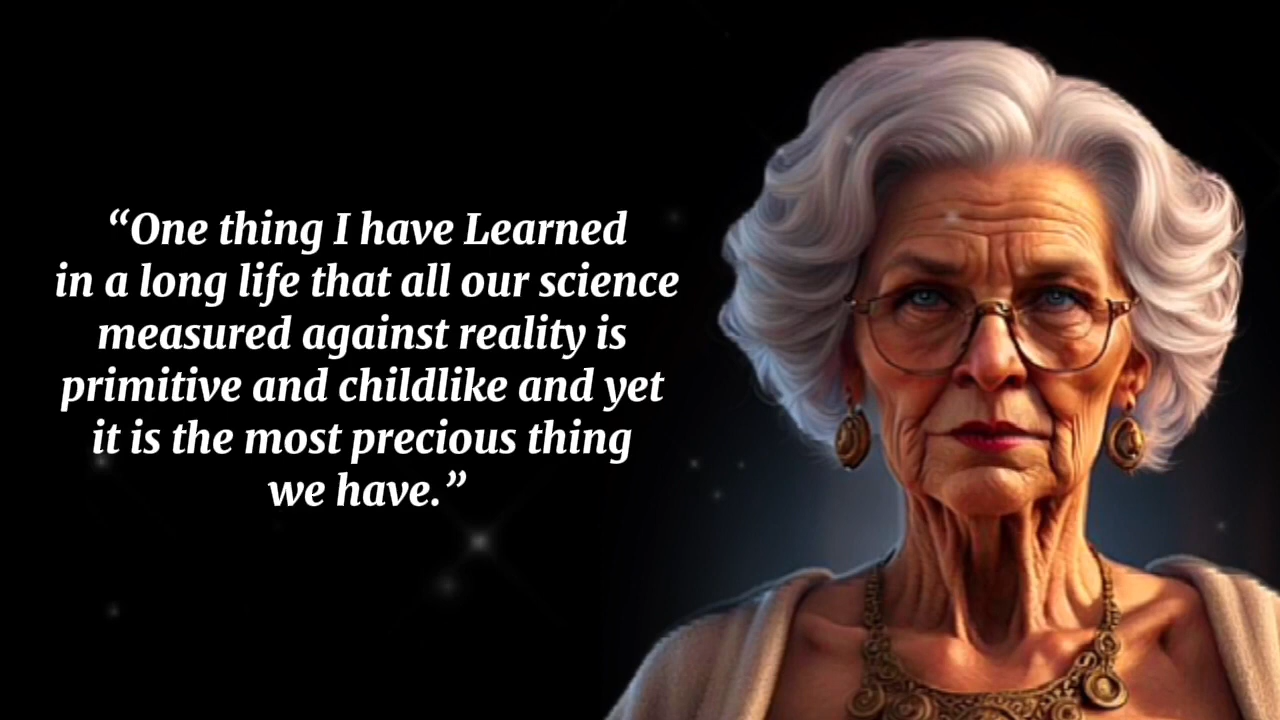 “One thing I have Learned
in a long life that all our science
measured against reality is
primitive and childlike and yet
it is the most precious thing
we have.”